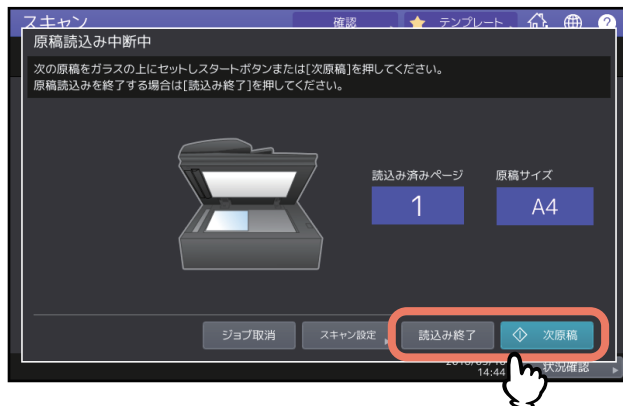 スキャン
確認
テンプレート
?
原稿読込み中断中
次の原稿をガラスの上にセットしスタートボタンまたは[次原稿]を押してください。
原稿読込みを終了する場合は[読込み終了]を押してください。
読込み済みページ 原稿サイズ
1 A4
ジョブ取消 スキャン設定 読込み終了 次原稿
状況確認
14:44